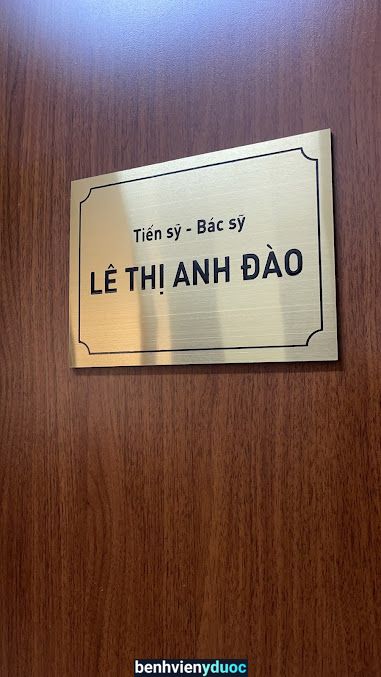 Tiến sỹ - Bác sỹ
LÊ THỊ ANH ĐÀO
benhvienyduoc